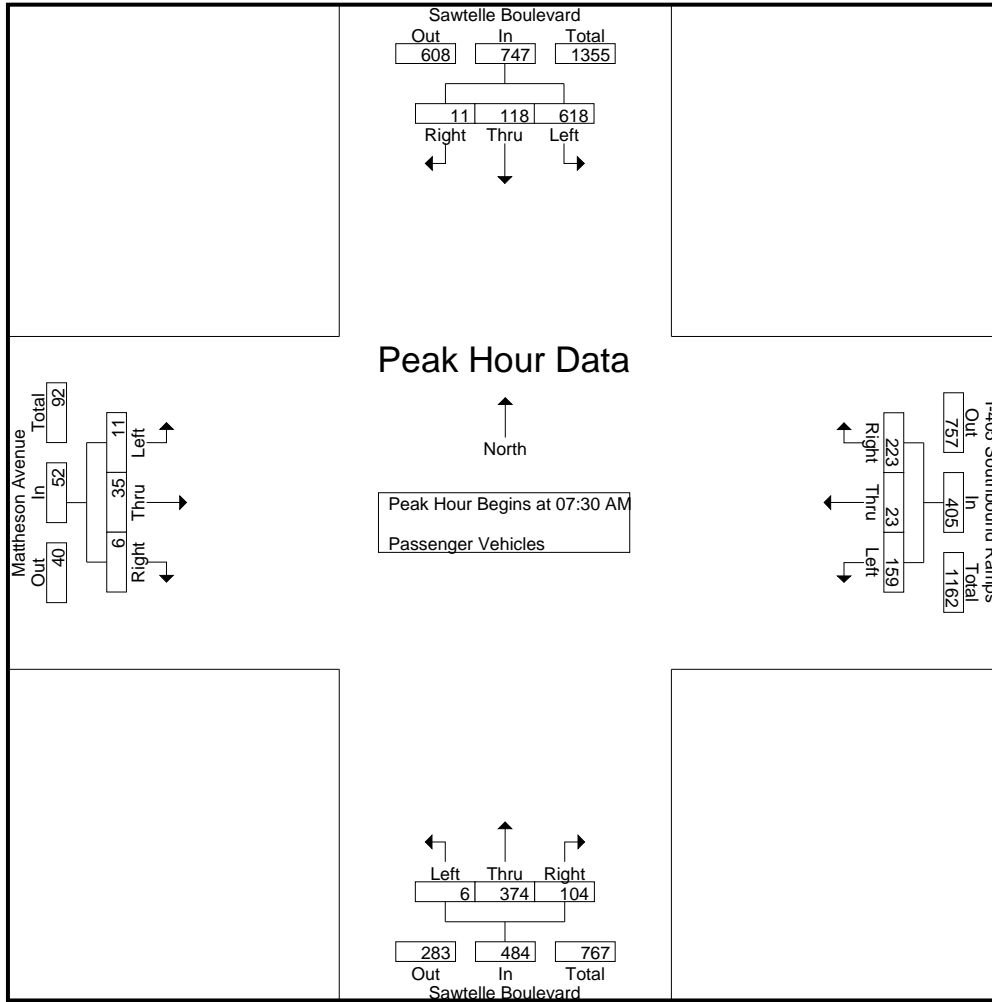 Sawtelle Boulevard
Out In Total
608 747 1355
11 118 618
Right Thru Left
Peak Hour Data
North
Peak Hour Begins at 07:30 AM
Passenger Vehicles
Mattheson Avenue
Out In Total
40 52 92
11 35 6
Left Thru Right
I-405 Southbound Ramps
Out In Total
757 405 1162
223 23 159
Right Thru Left
Left Thru Right
6 374 104
283 484 767
Out In Total
Sawtelle Boulevard